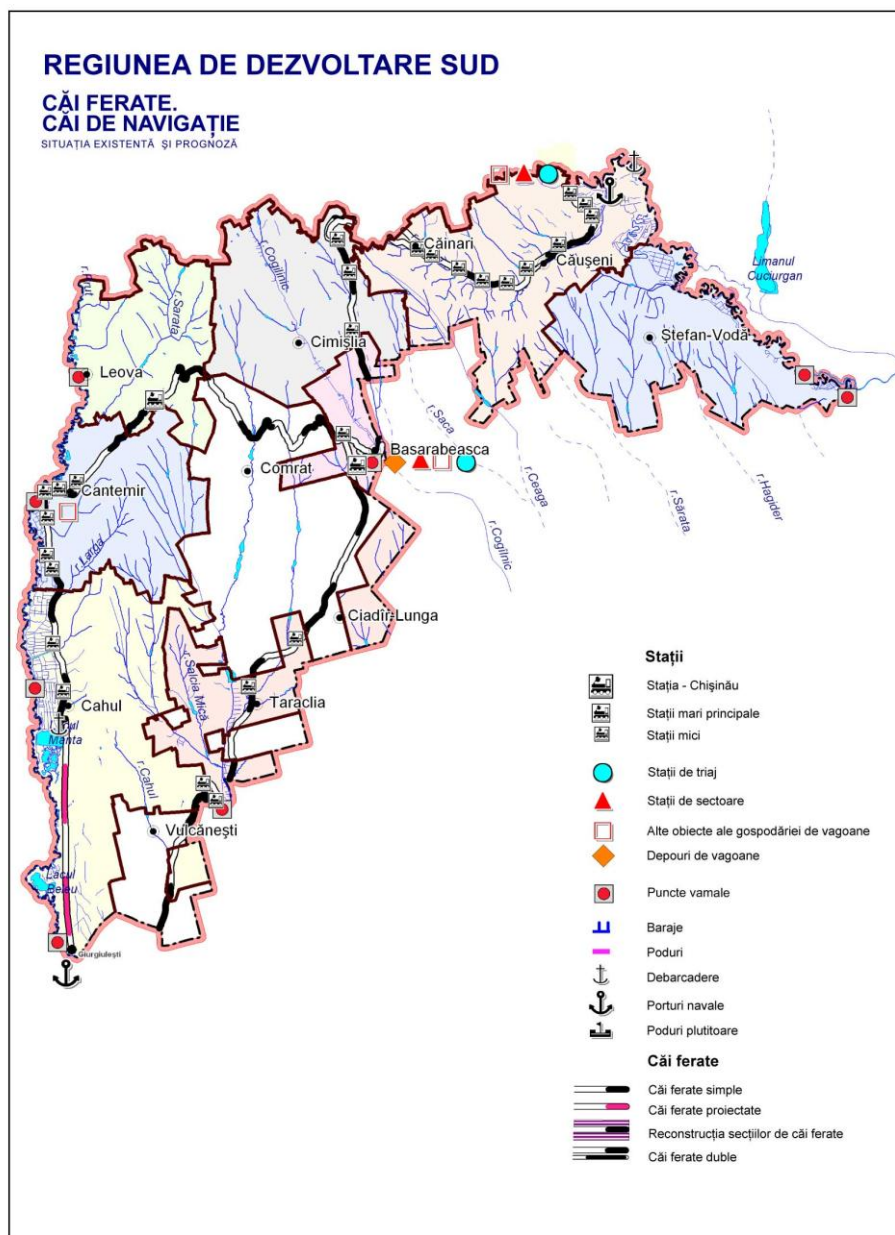 REGIUNEA DE DEZVOLTARE SUD
CĂI FERATE.
CĂI DE NAVIGAȚIE
SITUAȚIA EXISTENTĂ ȘI PROGNOZĂ
r. Prut
r.Sarata
r.Cogîlnic
Căinari
Căușeni
Limanul
Cuciurgan
Cimișlia
Ștefan-Vodă
Leova
r.Saca
Basarabeasca
Comrat
r.Ceaga
r.Sărata
r.Hagider
Cantemir
r.Cogîlnic
r.Larga
Ciadîr-Lunga
r.Salcia Mică
Taraclia
Cahul
Manta
r.Cahul
Vulcănești
Lacul
Beleu
Giurgiulești
Stații
Stația - Chișinău
Stații mari principale
Stații mici
Stații de triaj
Stații de sectoare
Alte obiecte ale gospodăriei de vagoane
Depouri de vagoane
Puncte vamale
Baraje
Poduri
Debarcadere
Porturi navale
Poduri plutitoare
Căi ferate
Căi ferate simple
Căi ferate proiectate
Reconstrucția secțiilor de căi ferate
Căi ferate duble